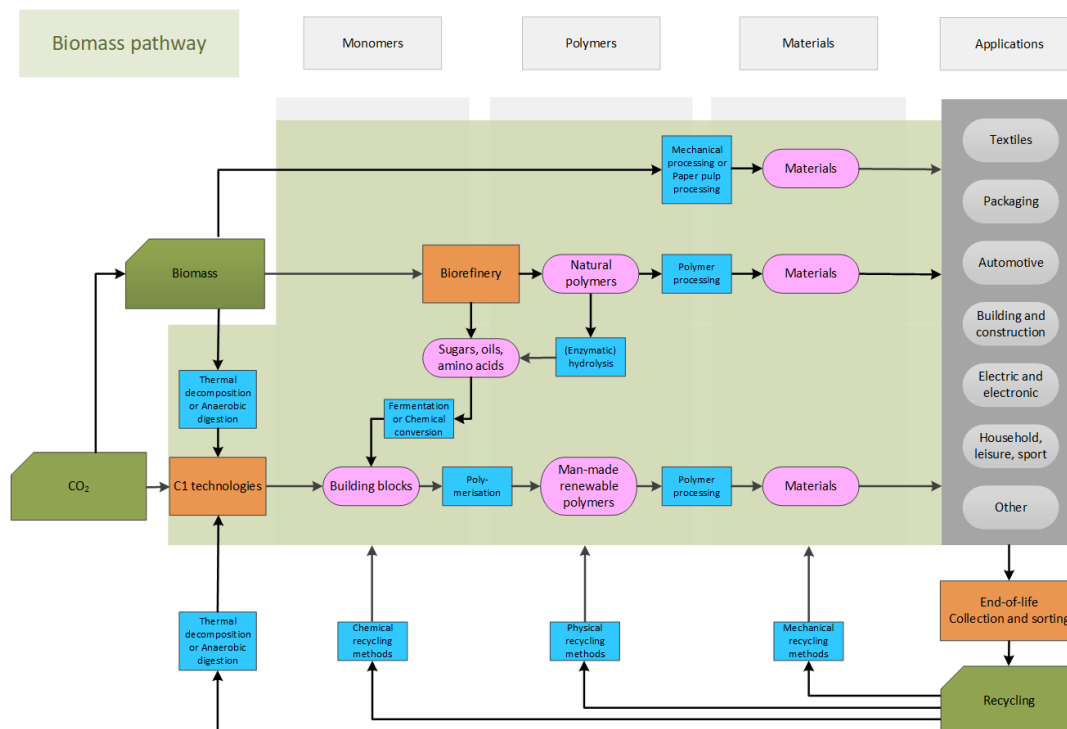 Biomass pathway
Monomers
Polymers
Materials
Applications
Textiles
Mechanical
processing or
Paper pulp
processing
Materials
Packaging
Biomass
Biorefinery
Natural
polymers
Polymer
processing
Materials
Automotive
Building and
construction
Sugars, oils,
amino acids
(Enzymatic)
hydrolysis
Thermal
decomposition
or Anaerobic
digestion
Electric and
electronic
Fermentation
or Chemical
conversion
Household,
leisure, sport
CO₂
C1 technologies
Building blocks
Poly-
merisation
Man-made
renewable
polymers
Polymer
processing
Materials
Other
End-of-life
Collection and sorting
Thermal
decomposition
or Anaerobic
digestion
Chemical
recycling
methods
Physical
recycling
methods
Mechanical
recycling
methods
Recycling